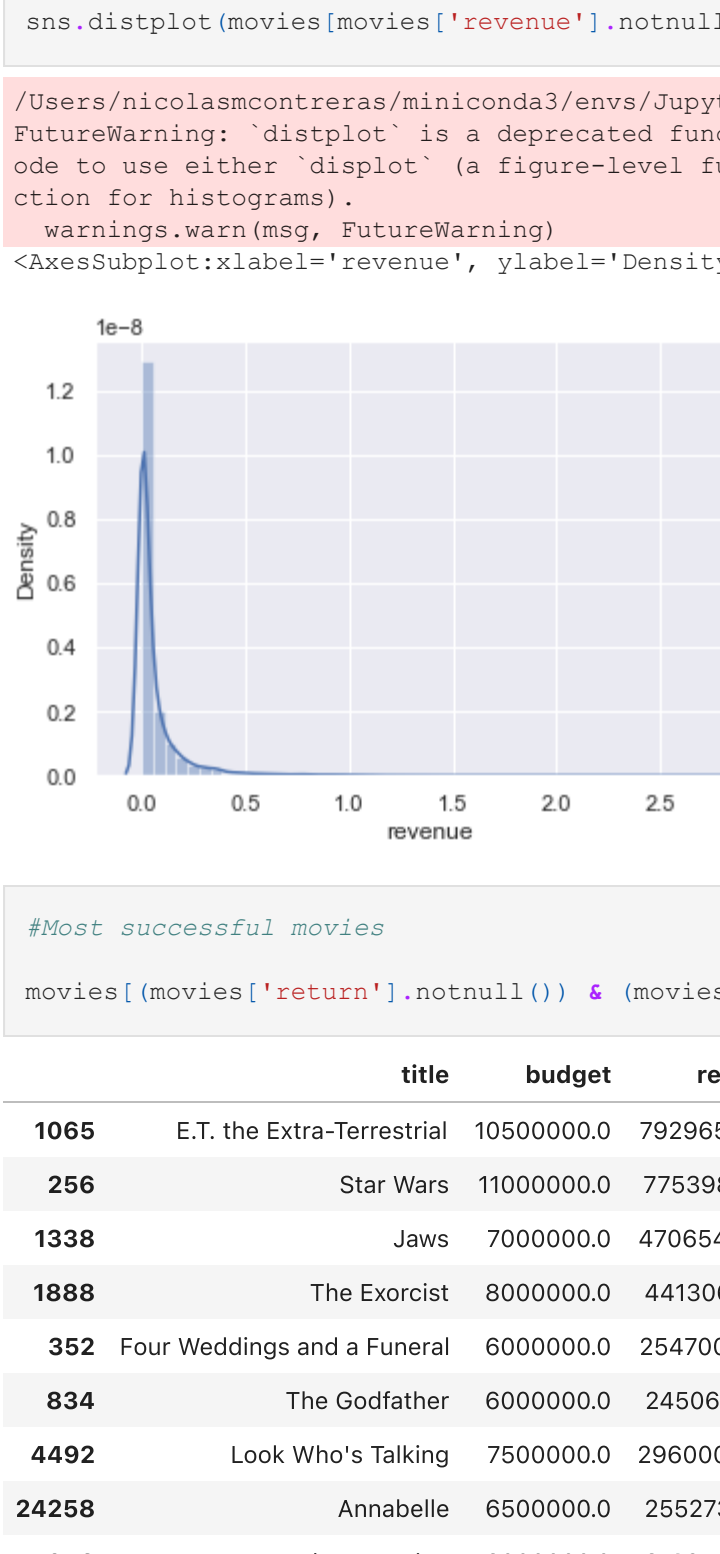 sns.distplot(movies[movies['revenue'].notnull
/Users/nicolasmcontreras/miniconda3/envs/Jupyt
FutureWarning: `distplot` is a deprecated func
ode to use either `displot` (a figure-level fu
ction for histograms).
warnings.warn(msg, FutureWarning)
<AxesSubplot:xlabel='revenue', ylabel='Density
1e−8
1.2
1.0
0.8
0.6
0.4
0.2
0.0
Density
0.0 0.5 1.0 1.5 2.0 2.5
revenue
#Most successful movies
movies[(movies['return'].notnull()) & (movies
title budget re
1065 E.T. the Extra-Terrestrial 10500000.0 792965
256 Star Wars 11000000.0 775398
1338 Jaws 7000000.0 470654
1888 The Exorcist 8000000.0 441306
352 Four Weddings and a Funeral 6000000.0 254700
834 The Godfather 6000000.0 24506
4492 Look Who's Talking 7500000.0 296000
24258 Annabelle 6500000.0 255273